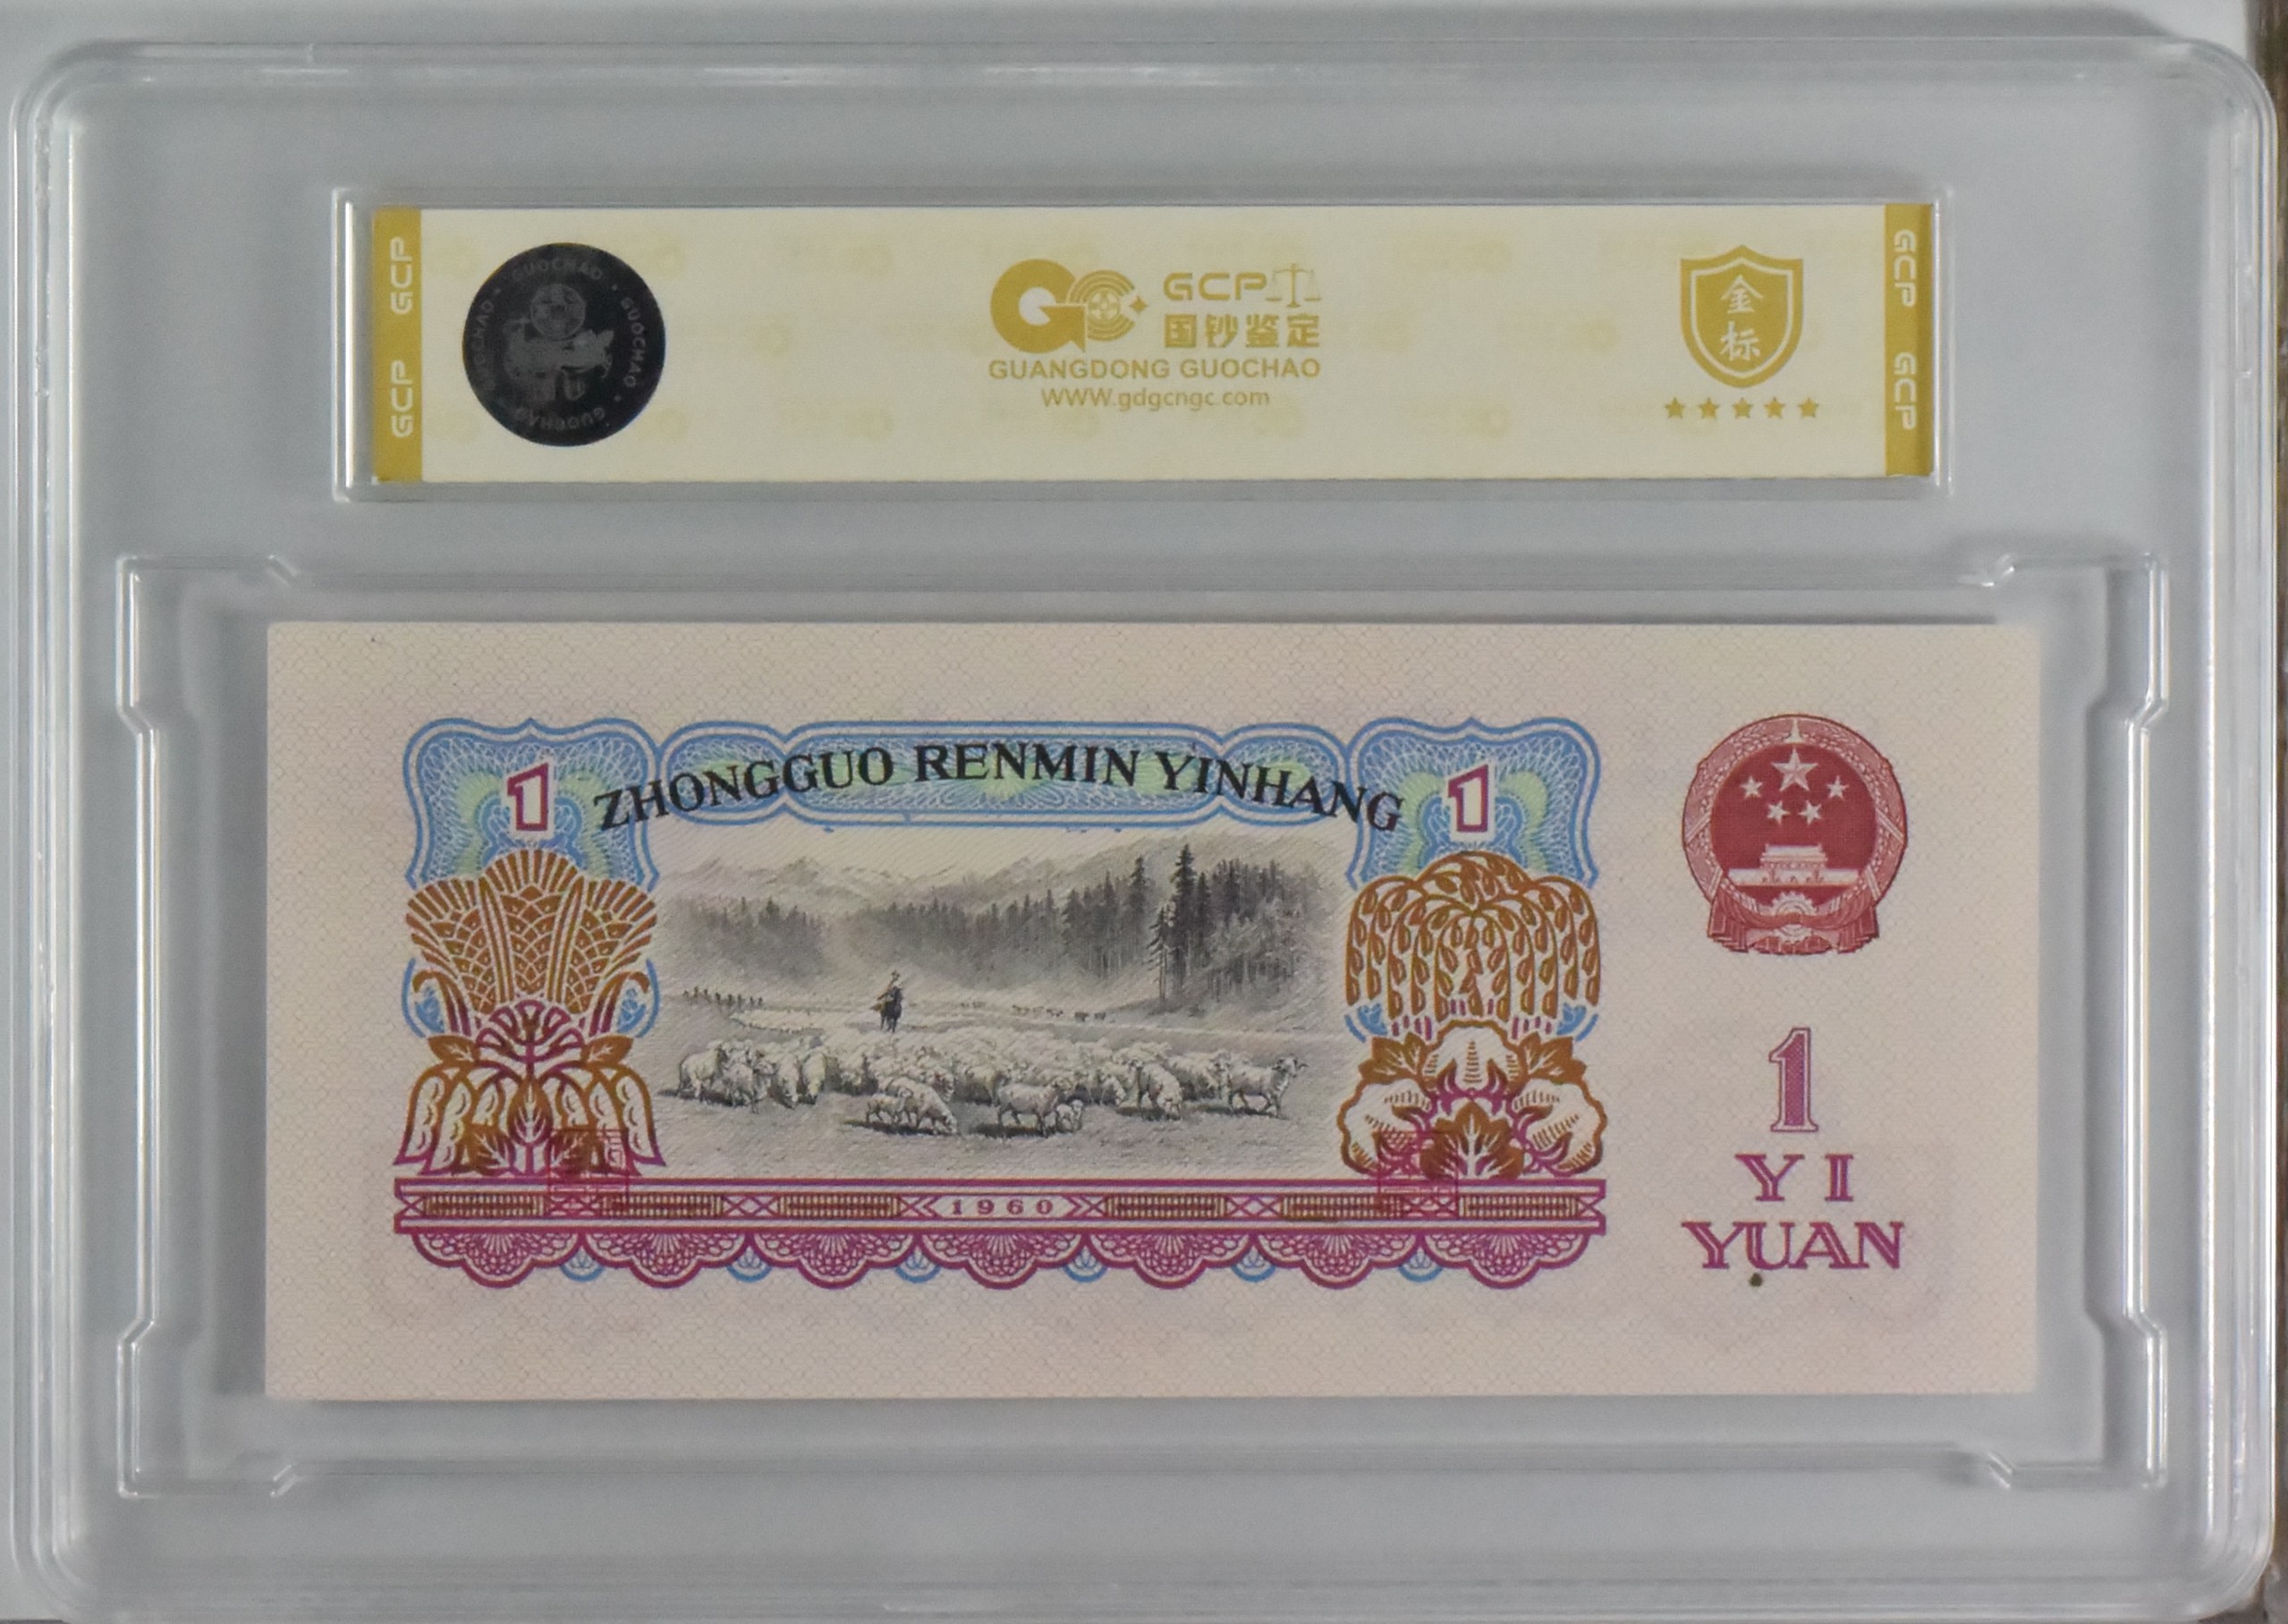 GCP GCP
GUOCHAO · GUOCHAO · GUOCHAO · GUOCHAO
GCP
国钞鉴定
GUANGDONG GUOCHAO
WWW.gdgcngc.com
金
标
GCP GCP
1 ZHONGGUO RENMIN YINHANG 1
1960
1
YI
YUAN